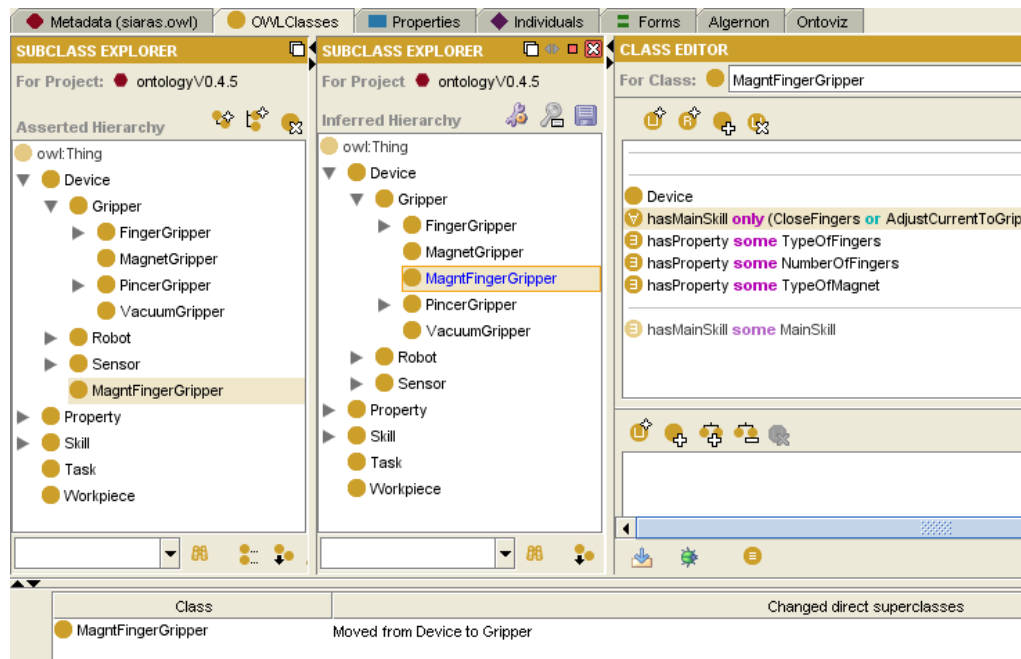 Metadata (siaras.owl)
OWLClasses
Properties
Individuals
Forms
Algernon
Ontoviz
SUBCLASS EXPLORER
For Project: ontologyV0.4.5
Asserted Hierarchy
owl:Thing
Device
Gripper
FingerGripper
MagnetGripper
PincerGripper
VacuumGripper
Robot
Sensor
MagntFingerGripper
Property
Skill
Task
Workpiece
SUBCLASS EXPLORER
For Project ontologyV0.4.5
Inferred Hierarchy
owl:Thing
Device
Gripper
FingerGripper
MagnetGripper
MagntFingerGripper
PincerGripper
VacuumGripper
Robot
Sensor
Property
Skill
Task
Workpiece
CLASS EDITOR
For Class: MagntFingerGripper
Device
hasMainSkill only (CloseFingers or AdjustCurrentToGrip
hasProperty some TypeOfFingers
hasProperty some NumberOfFingers
hasProperty some TypeOfMagnet
hasMainSkill some MainSkill
Class
Changed direct superclasses
MagntFingerGripper
Moved from Device to Gripper